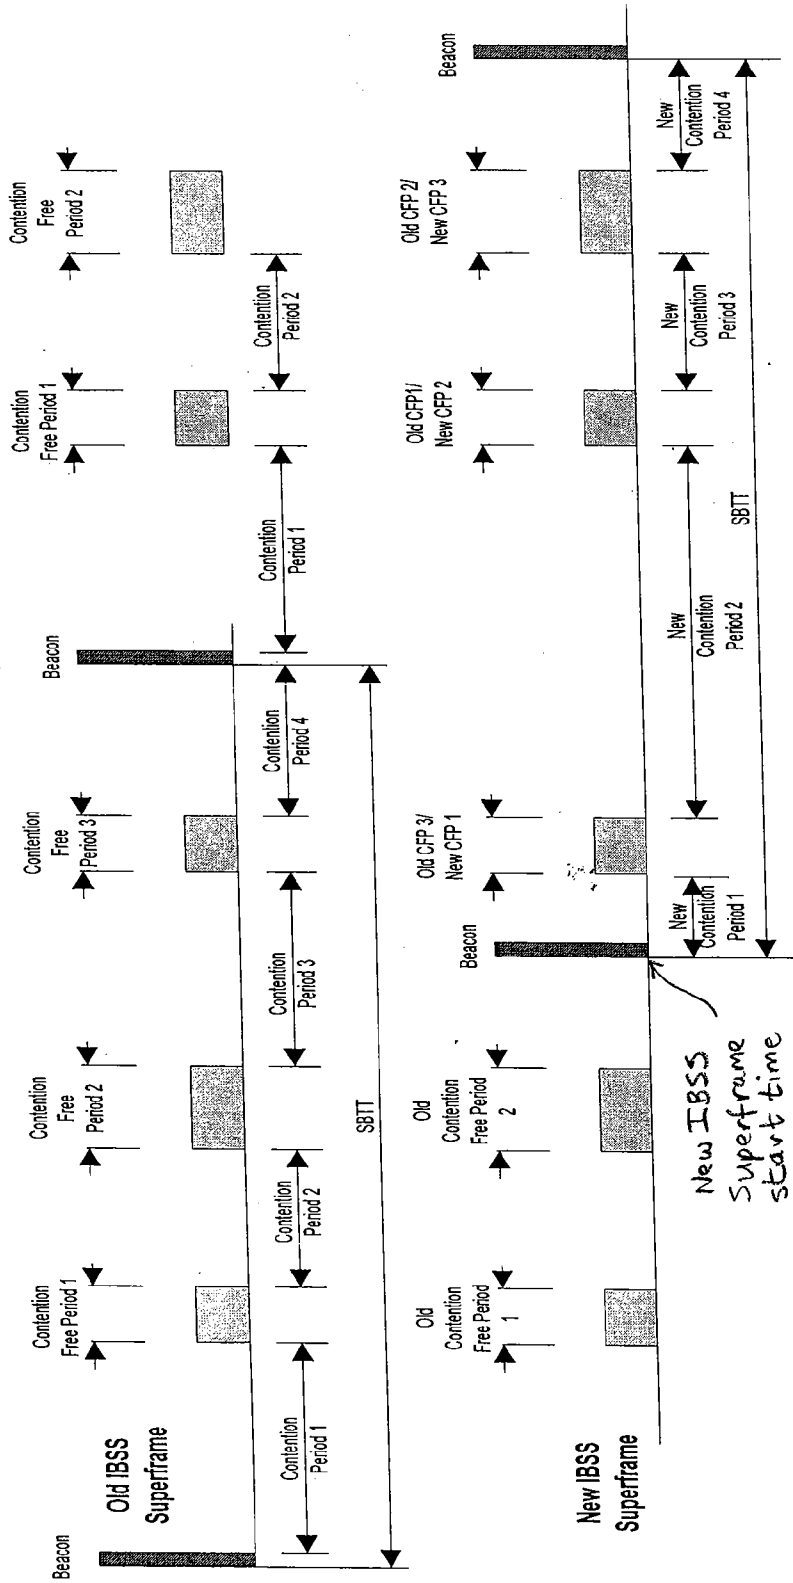 Old IBSS
Superframe
Beacon
Contention
Free Period 1
Contention
Free
Period 2
Contention
Free
Period 3
Beacon
Contention
Free Period 1
Contention
Free
Period 2
Contention
Period 1
Contention
Period 2
Contention
Period 3
Contention
Period 4
Contention
Period 1
Contention
Period 2
SBTT
New IBSS
Superframe
Old
Contention
Free Period
1
Old
Contention
Free Period
2
Beacon
Old CFP 3/
New CFP 1
Old CFP1/
New CFP 2
Old CFP 2/
New CFP 3
Beacon
New
Contention
Period 1
New
Contention
Period 2
New
Contention
Period 3
New
Contention
Period 4
SBTT
New IBSS
Superframe
start time